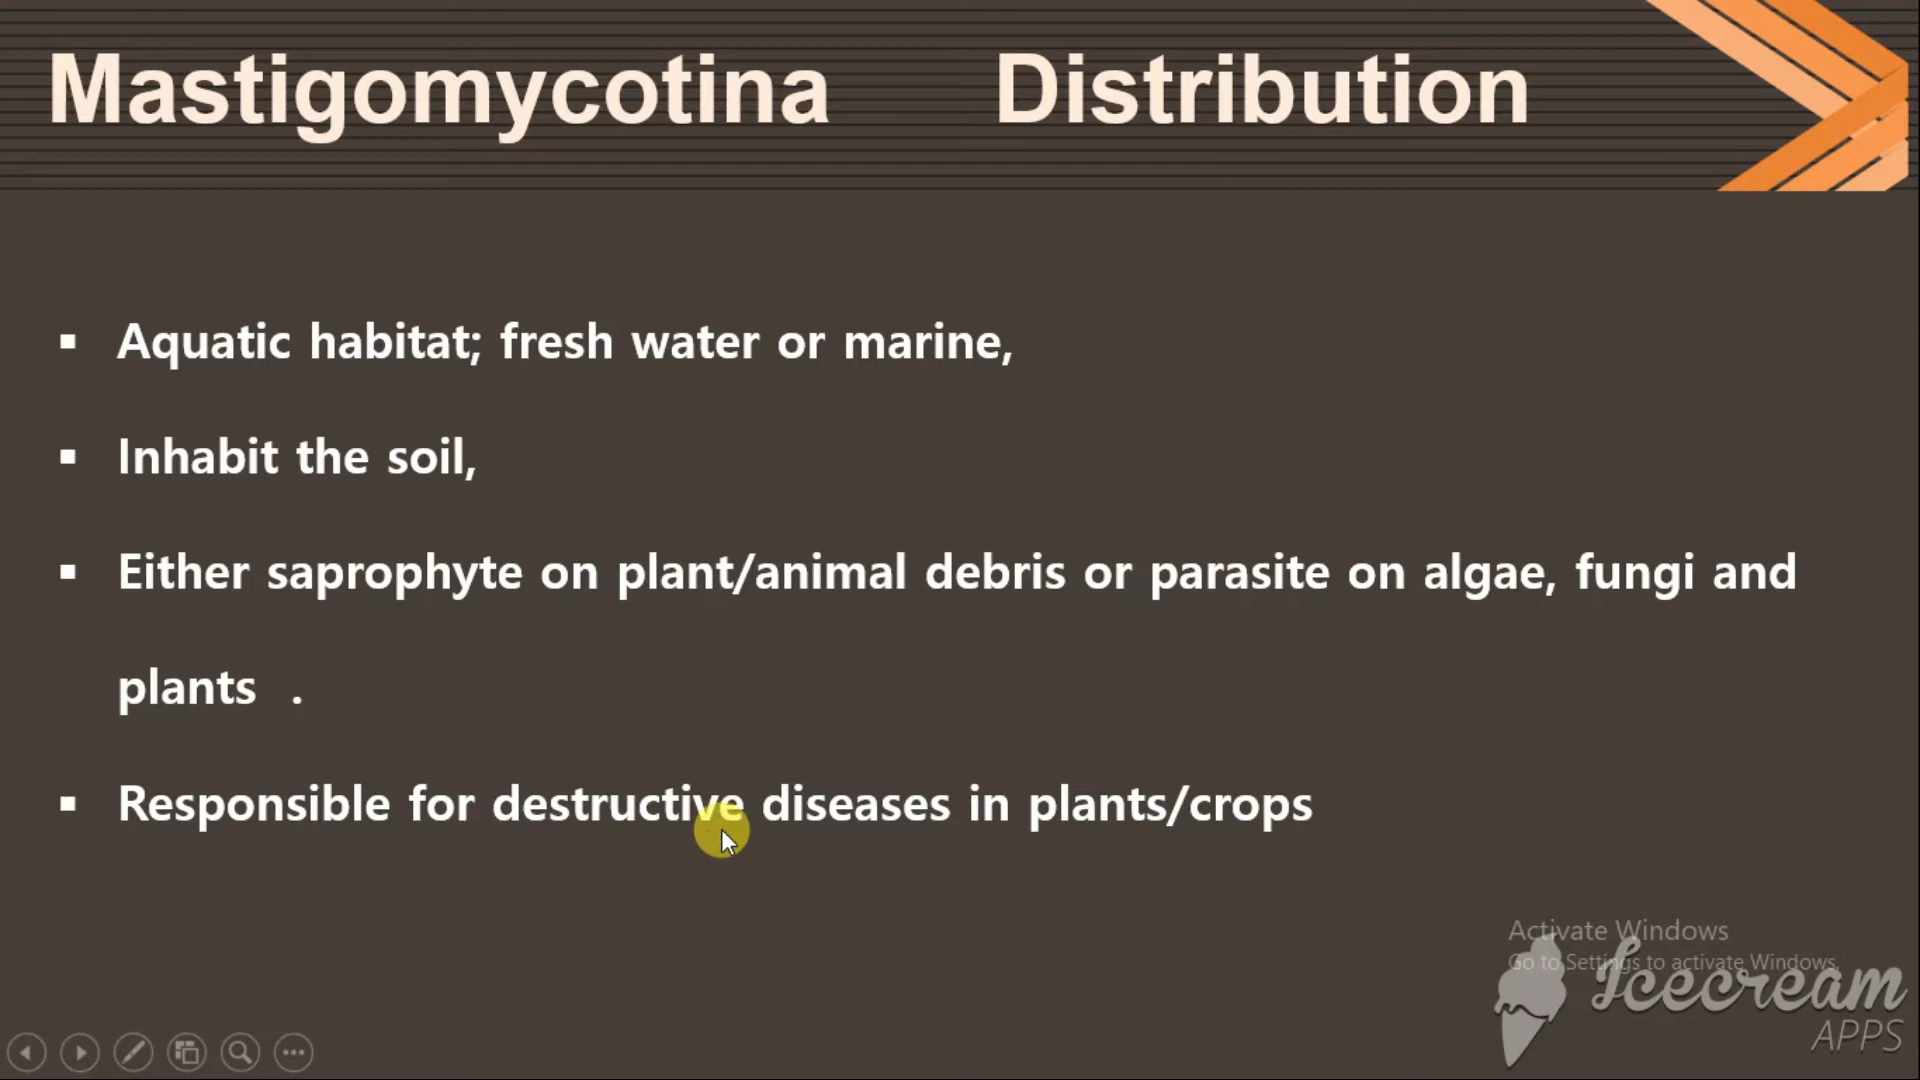 Mastigomycotina Distribution
▪ Aquatic habitat; fresh water or marine,
▪ Inhabit the soil,
▪ Either saprophyte on plant/animal debris or parasite on algae, fungi and
plants .
▪ Responsible for destructive diseases in plants/crops
Activate Windows
Go to Settings to activate Windows.
Icecream
APPS